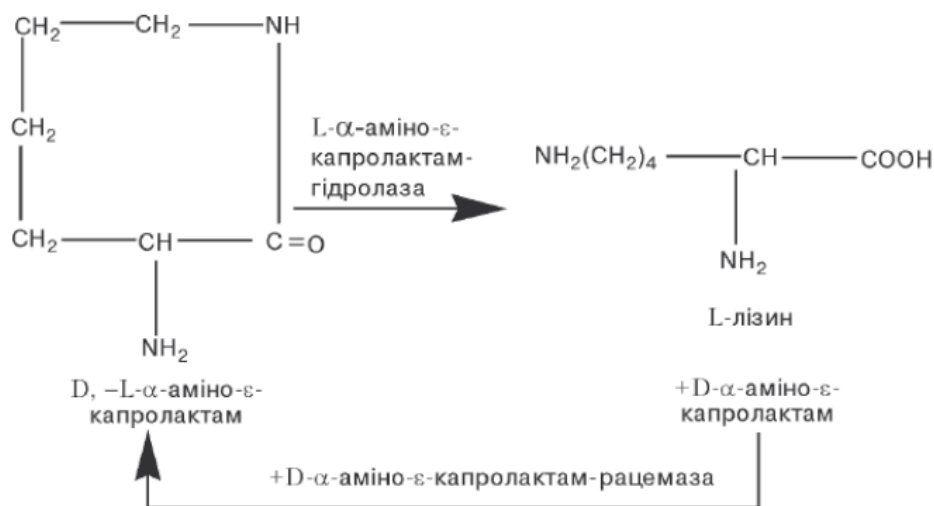 CH₂ CH₂ NH
CH₂
CH₂ CH C=O
NH₂
D, –L-α-аміно-ε-
капролактам
L-α-аміно-ε-
капролактам-
гідролаза
NH₂(CH₂)₄ CH COOH
NH₂
L-лізин
+D-α-аміно-ε-
капролактам
+D-α-аміно-ε-капролактам-рацемаза